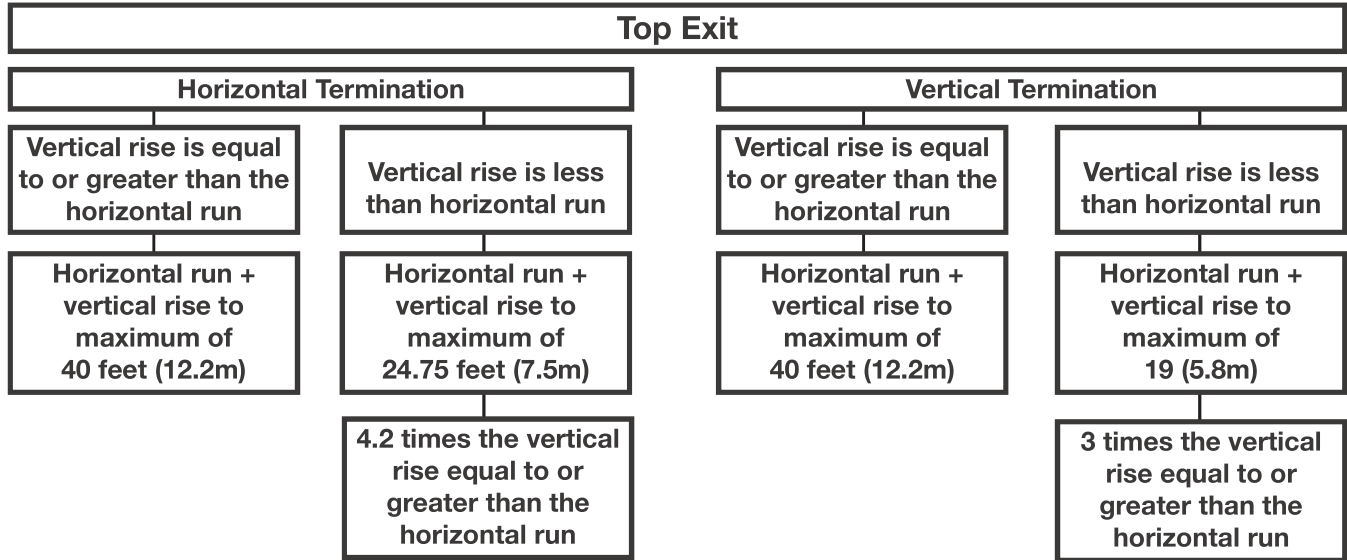 Top Exit
Horizontal Termination
Vertical rise is equal
to or greater than the
horizontal run
Horizontal run +
vertical rise to
maximum of
40 feet (12.2m)
Vertical rise is less
than horizontal run
Horizontal run +
vertical rise to
maximum of
24.75 feet (7.5m)
4.2 times the vertical
rise equal to or
greater than the
horizontal run
Vertical Termination
Vertical rise is equal
to or greater than the
horizontal run
Horizontal run +
vertical rise to
maximum of
40 feet (12.2m)
Vertical rise is less
than horizontal run
Horizontal run +
vertical rise to
maximum of
19 (5.8m)
3 times the vertical
rise equal to or
greater than the
horizontal run